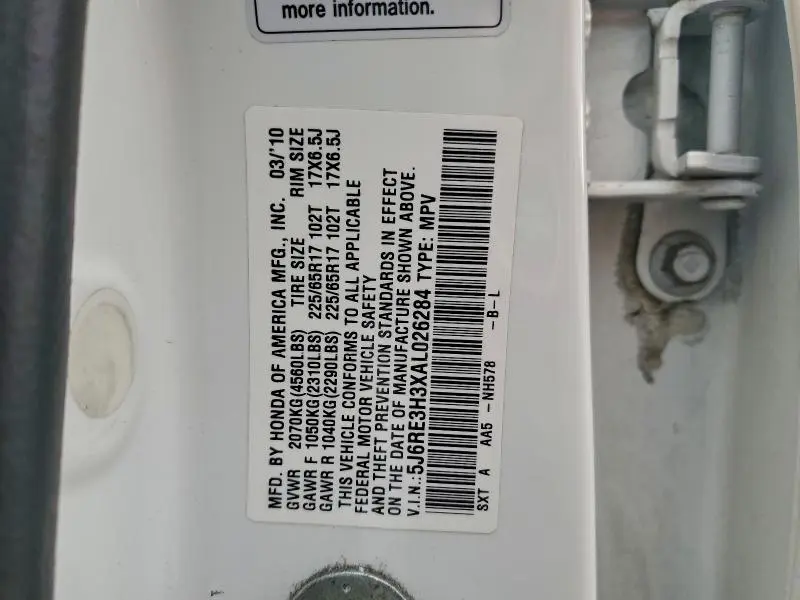 more information.
MFD. BY HONDA OF AMERICA MFG., INC. 03/'10
GVWR 2070KG(4560LBS) TIRE SIZE RIM SIZE
GAWR F 1050KG(2310LBS) 225/65R17 102T 17X6.5J
GAWR R 1040KG(2290LBS) 225/65R17 102T 17X6.5J
THIS VEHICLE CONFORMS TO ALL APPLICABLE
FEDERAL MOTOR VEHICLE SAFETY
AND THEFT PREVENTION STANDARDS IN EFFECT
ON THE DATE OF MANUFACTURE SHOWN ABOVE.
V.I.N.: 5J6RE3H3XAL026284 TYPE: MPV
SXT A AA5 - NH578 - B - L